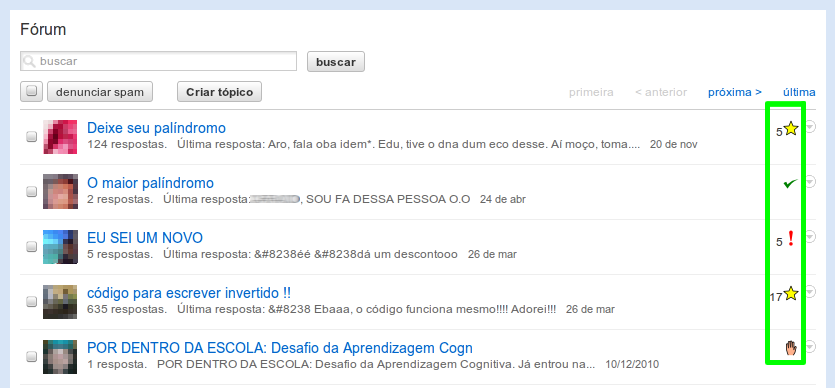 Fórum
buscar buscar
denunciar spam Criar tópico primeira < anterior próxima > última
Deixe seu palíndromo 5
124 respostas. Última resposta: Aro, fala oba idem*. Edu, tive o dna dum eco desse. Aí moço, toma.... 20 de nov
O maior palíndromo
2 respostas. Última resposta: , SOU FA DESSA PESSOA O.O 24 de abr
EU SEI UM NOVO 5
5 respostas. Última resposta: &#8238éé &#8238dá um descontooo 26 de mar
código para escrever invertido !! 17
635 respostas. Última resposta: &#8238 Ebaaa, o código funciona mesmo!!!! Adorei!!! 26 de mar
POR DENTRO DA ESCOLA: Desafio da Aprendizagem Cogn
1 resposta. POR DENTRO DA ESCOLA: Desafio da Aprendizagem Cognitiva. Já entrou na... 10/12/2010